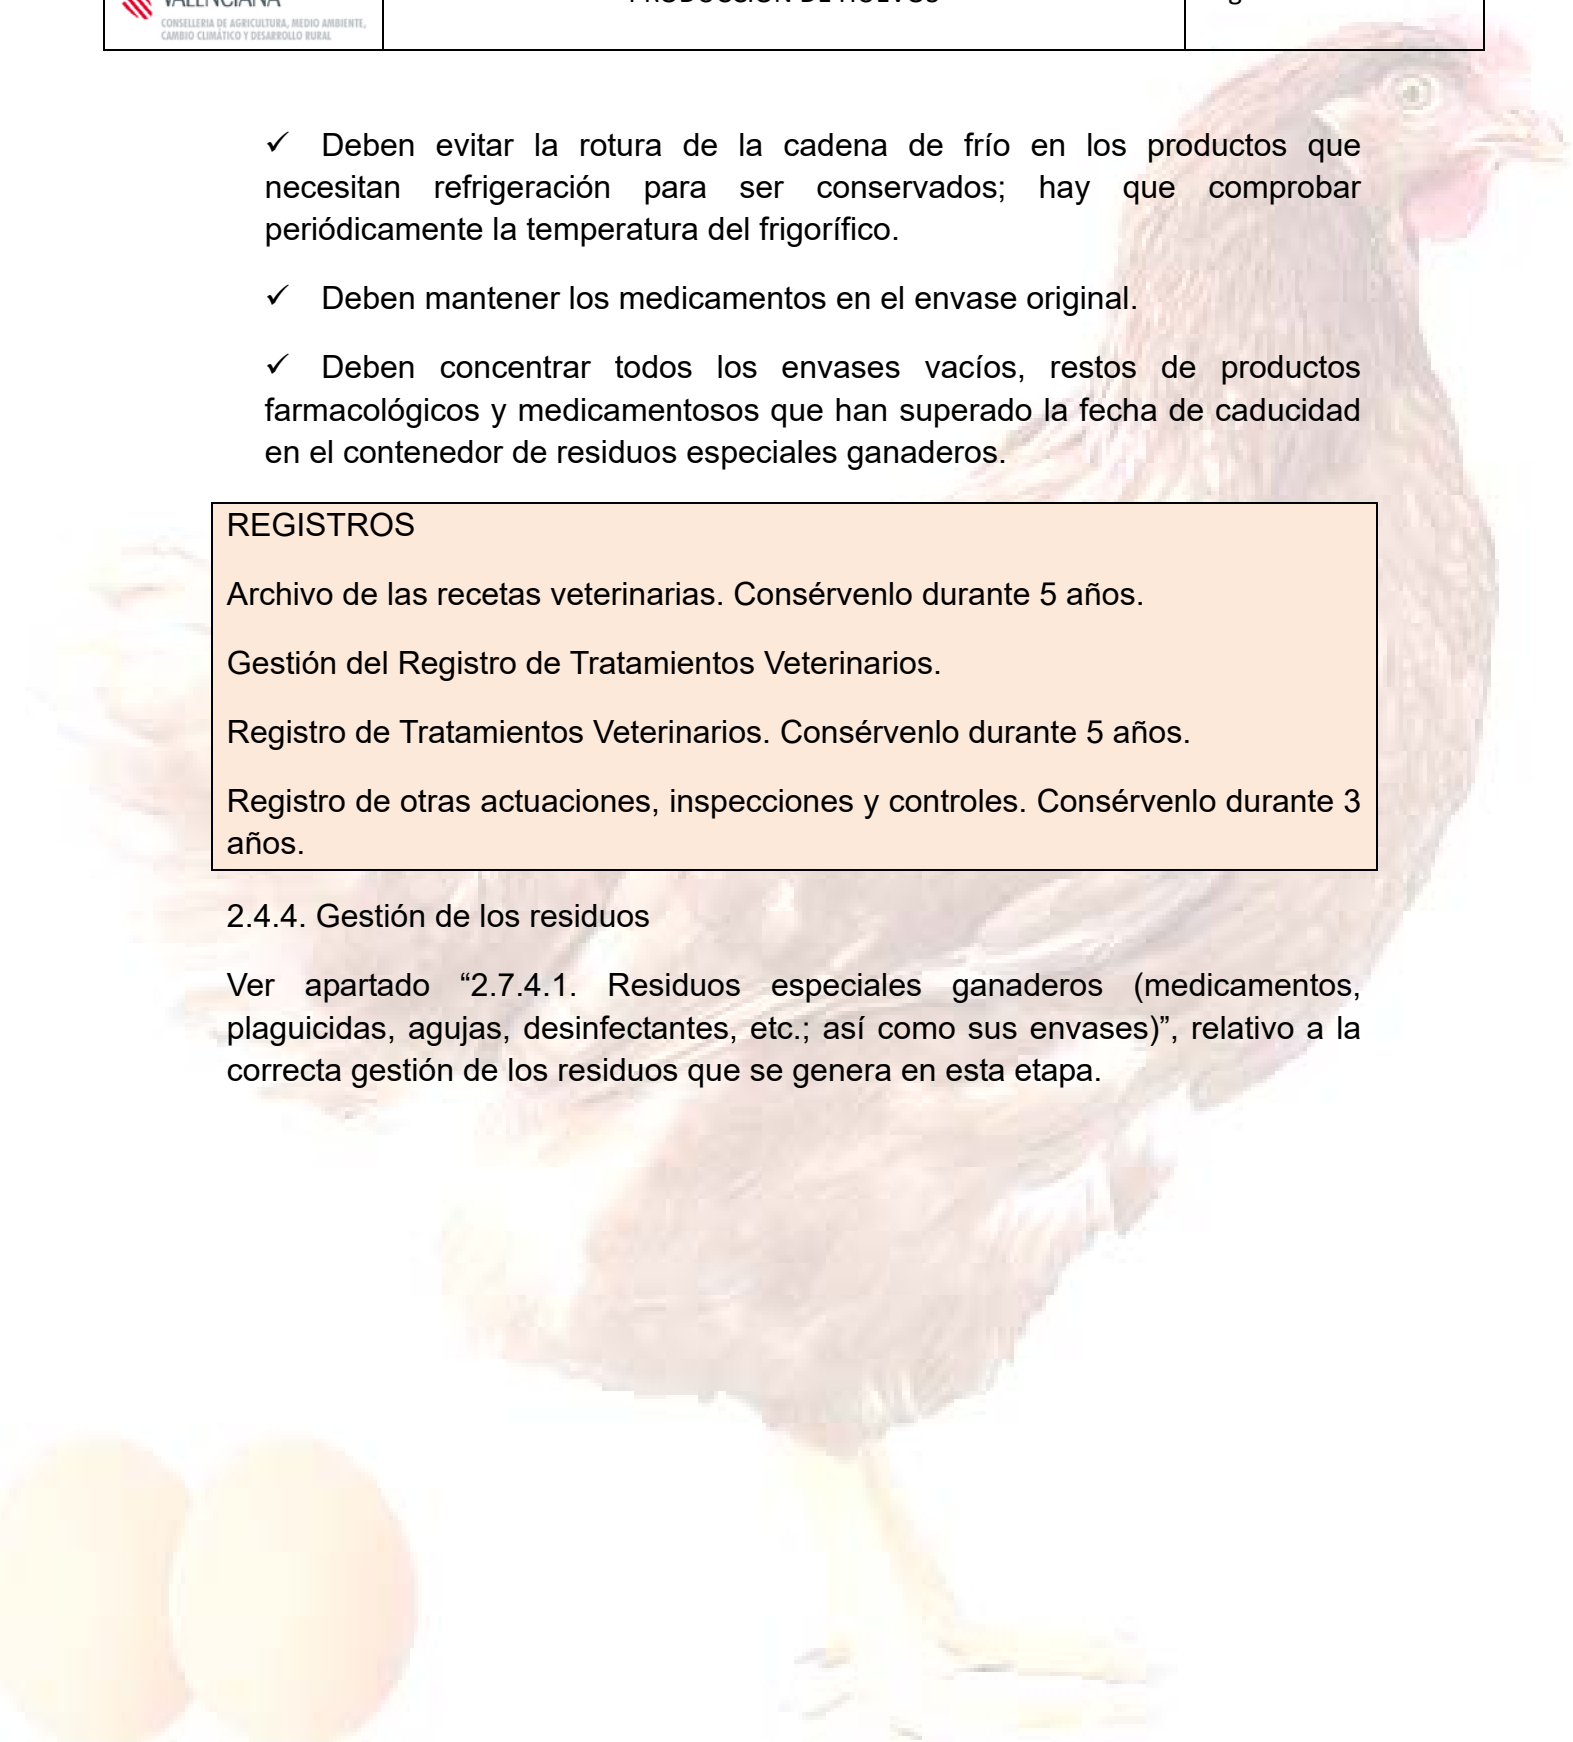 VALENCIANA
CONSELLERIA DE AGRICULTURA, MEDIO AMBIENTE,
CAMBIO CLIMÁTICO Y DESARROLLO RURAL
PRODUCCIÓN DE HUEVOS
✓ Deben evitar la rotura de la cadena de frío en los productos que
necesitan refrigeración para ser conservados; hay que comprobar
periódicamente la temperatura del frigorífico.
✓ Deben mantener los medicamentos en el envase original.
✓ Deben concentrar todos los envases vacíos, restos de productos
farmacológicos y medicamentosos que han superado la fecha de caducidad
en el contenedor de residuos especiales ganaderos.
REGISTROS
Archivo de las recetas veterinarias. Consérvenlo durante 5 años.
Gestión del Registro de Tratamientos Veterinarios.
Registro de Tratamientos Veterinarios. Consérvenlo durante 5 años.
Registro de otras actuaciones, inspecciones y controles. Consérvenlo durante 3
años.
2.4.4. Gestión de los residuos
Ver apartado “2.7.4.1. Residuos especiales ganaderos (medicamentos,
plaguicidas, agujas, desinfectantes, etc.; así como sus envases)”, relativo a la
correcta gestión de los residuos que se genera en esta etapa.